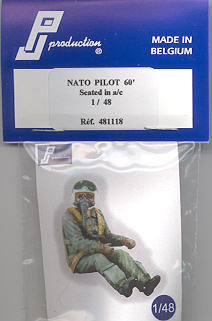 PJ
production
®
MADE IN
BELGIUM
NATO PILOT 60'
Seated in a/c
1 / 48
Réf. 481118
1/48